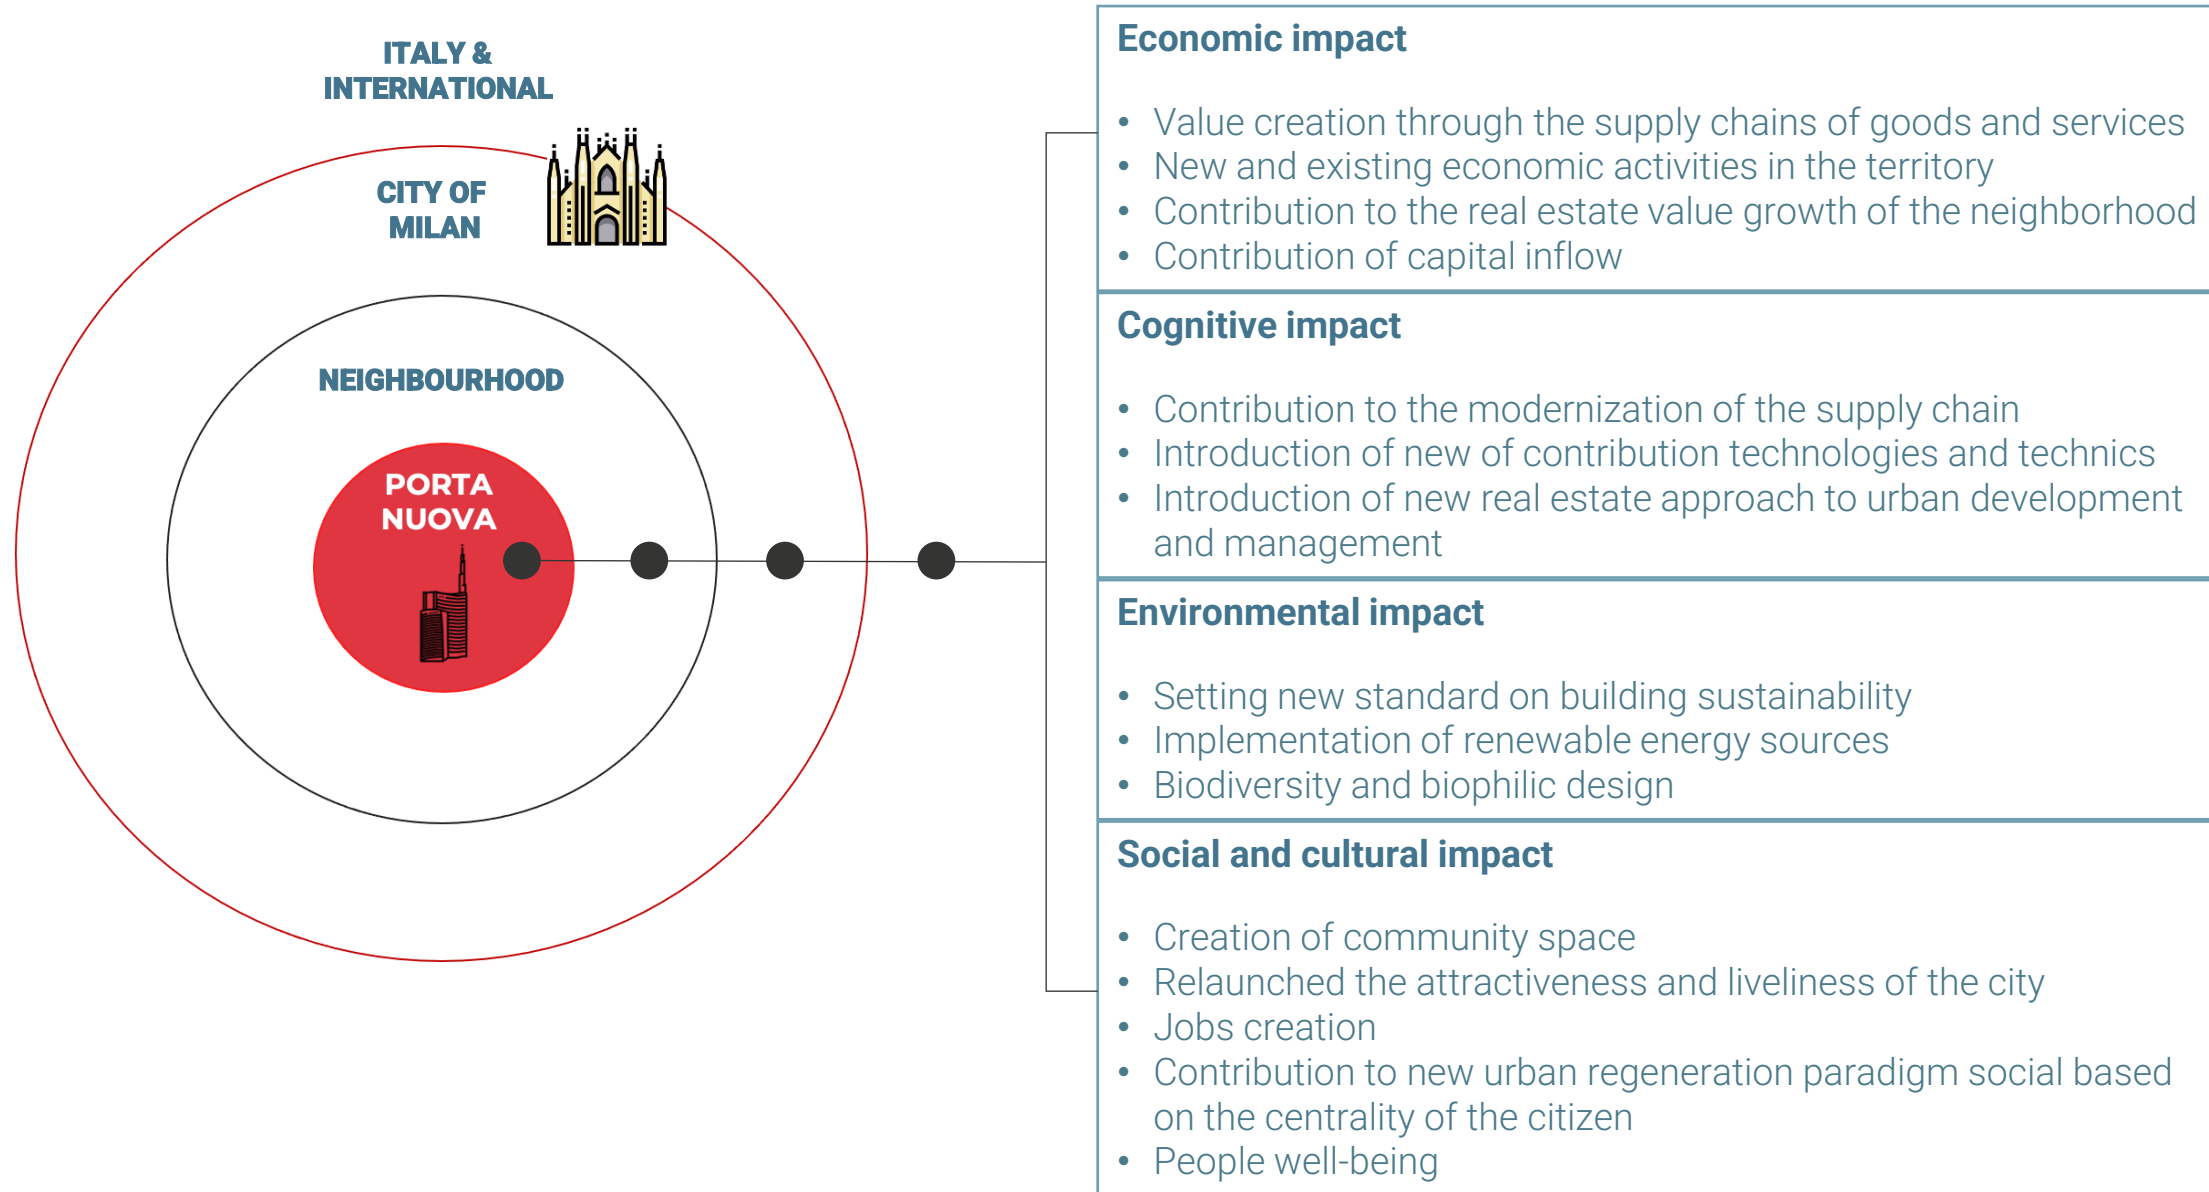 ITALY &
INTERNATIONAL
CITY OF
MILAN
NEIGHBOURHOOD
PORTA
NUOVA
Economic impact
• Value creation through the supply chains of goods and services
• New and existing economic activities in the territory
• Contribution to the real estate value growth of the neighborhood
• Contribution of capital inflow
Cognitive impact
• Contribution to the modernization of the supply chain
• Introduction of new of contribution technologies and technics
• Introduction of new real estate approach to urban development
and management
Environmental impact
• Setting new standard on building sustainability
• Implementation of renewable energy sources
• Biodiversity and biophilic design
Social and cultural impact
• Creation of community space
• Relaunched the attractiveness and liveliness of the city
• Jobs creation
• Contribution to new urban regeneration paradigm social based
on the centrality of the citizen
• People well-being